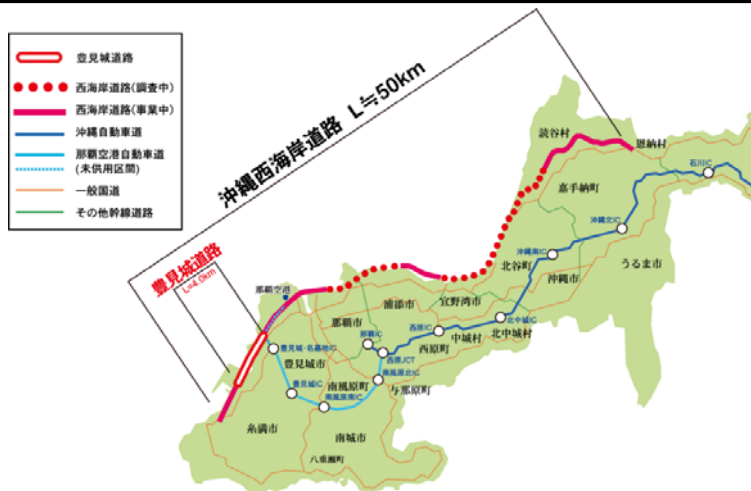 豊見城道路
西海岸道路(調査中)
西海岸道路(事業中)
沖縄自動車道
那覇空港自動車道
(未供用区間)
一般国道
その他幹線道路
沖縄西海岸道路 L≒50km
豊見城道路
L=4.0km
読谷村
恩納村
石川IC
嘉手納町
沖縄北IC
沖縄南IC
北谷町
沖縄市
うるま市
那覇空港
浦添市
宜野湾市
北中城IC
那覇市
那覇IC
西原IC
中城村
北中城村
豊見城・名嘉地IC
西原JCT
西原町
豊見城市
南風原北IC
豊見城IC
南風原町
与那原町
南風原南IC
糸満市
南城市
八重瀬町